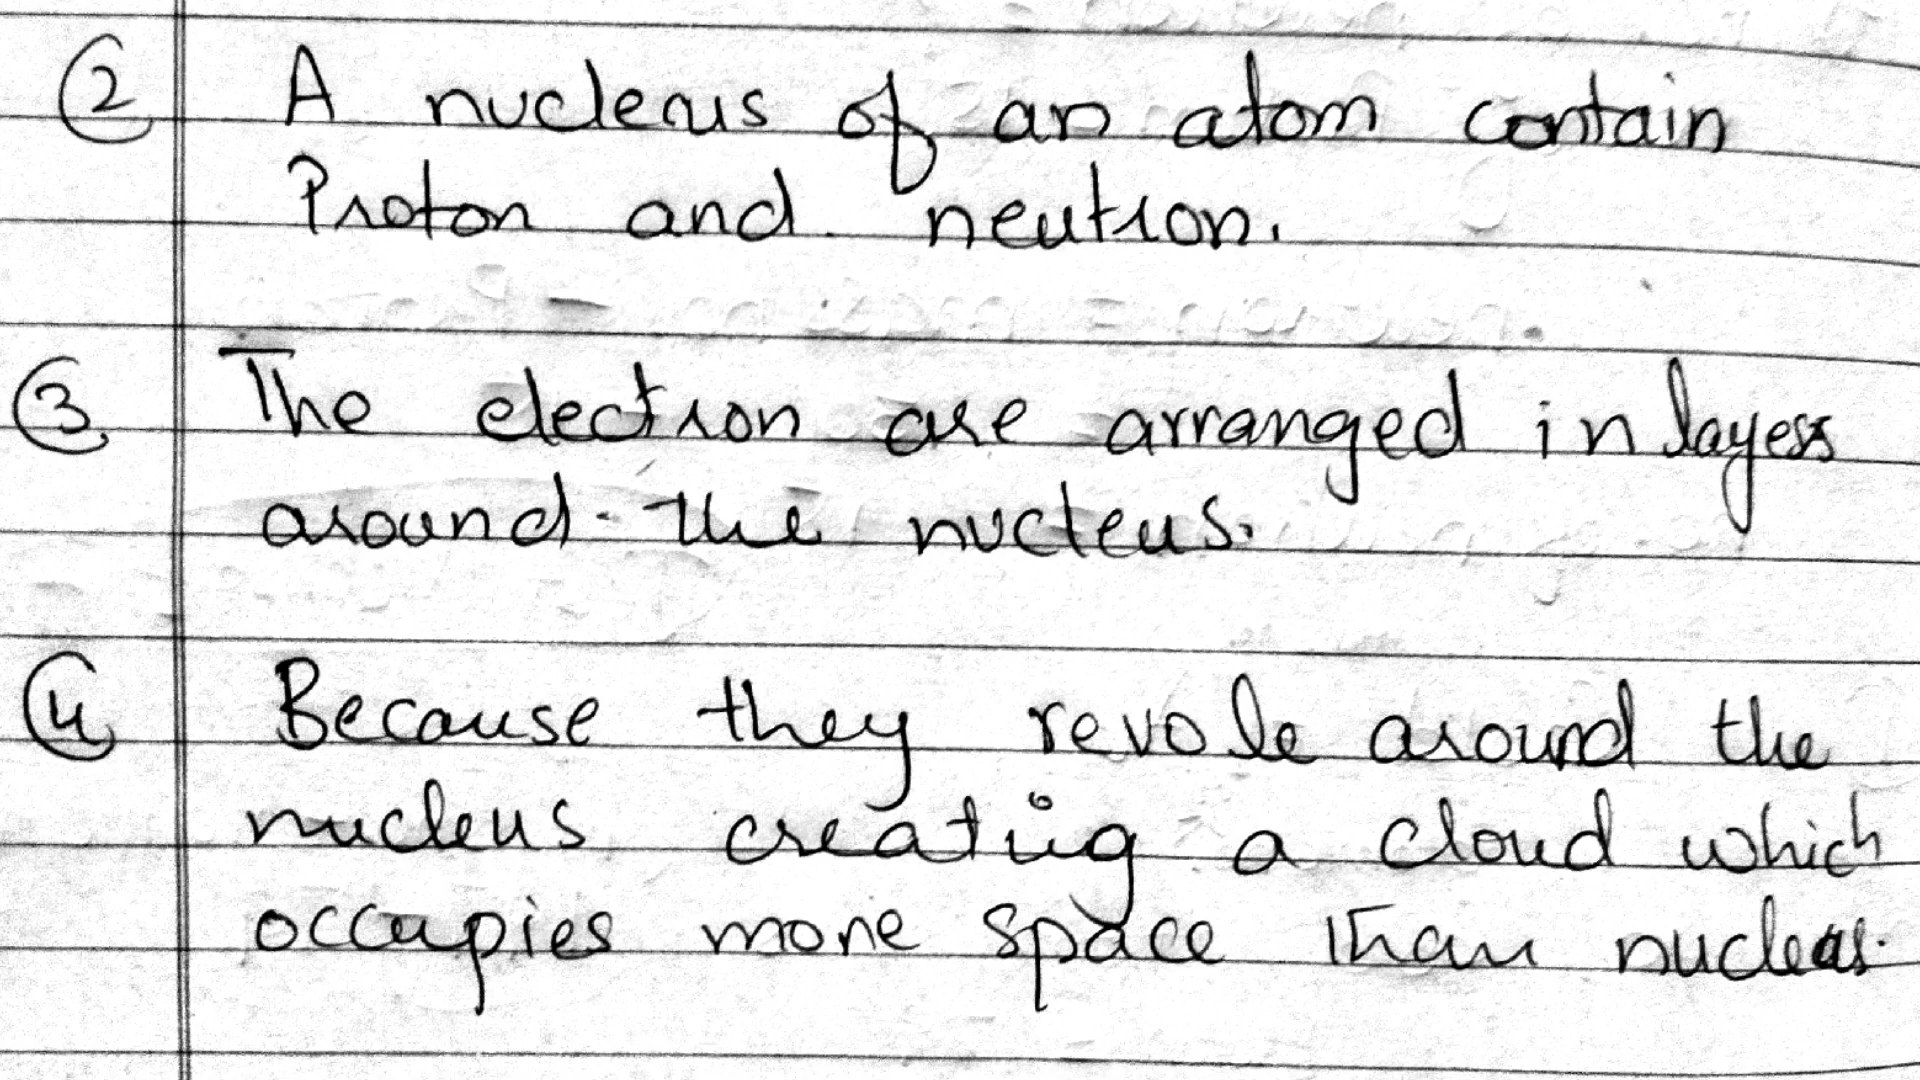 ② A nucleus of an atom contain
Proton and neutron.
③ The electron are arranged in layers
around the nucleus.
④ Because they revole around the
nucleus creating a cloud which
occupies more space than nucleus.